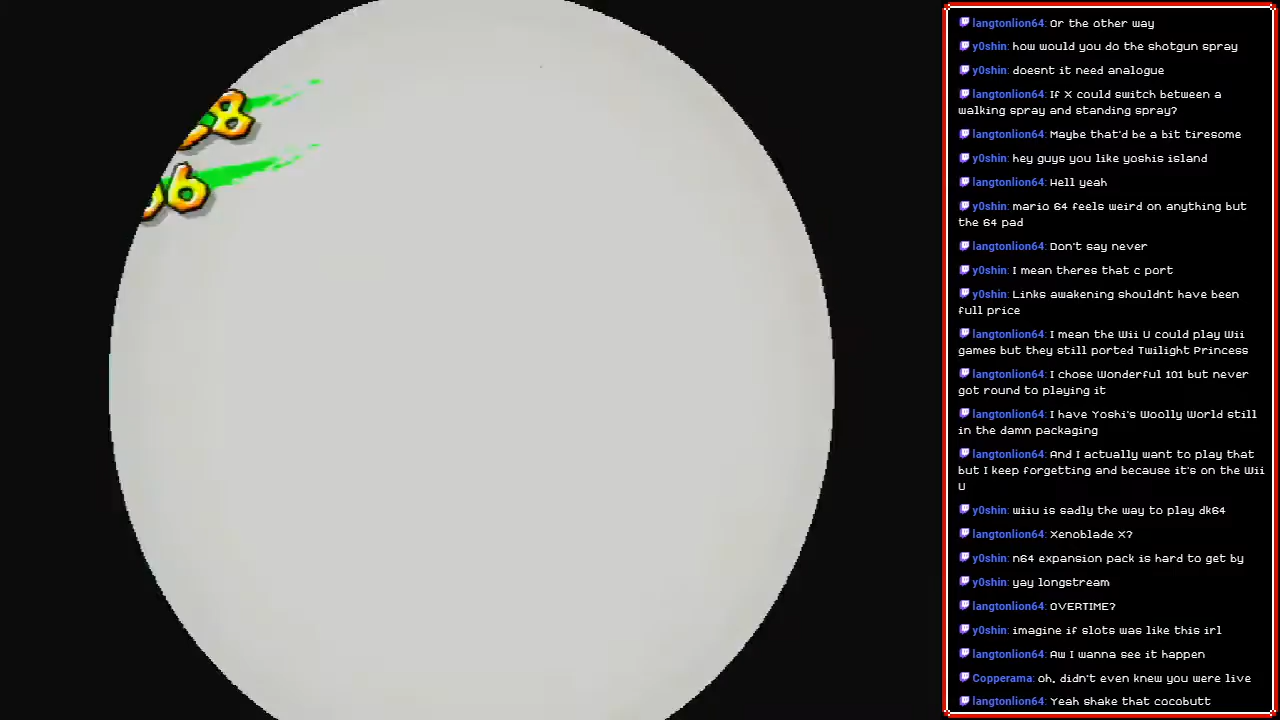 8
6
langtonlion64: Or the other way
y0shin: how would you do the shotgun spray
y0shin: doesnt it need analogue
langtonlion64: If X could switch between a
walking spray and standing spray?
langtonlion64: Maybe that'd be a bit tiresome
y0shin: hey guys you like yoshis island
langtonlion64: Hell yeah
y0shin: mario 64 feels weird on anything but
the 64 pad
langtonlion64: Don't say never
y0shin: I mean theres that c port
y0shin: Links awakening shouldnt have been
full price
langtonlion64: I mean the Wii U could play Wii
games but they still ported Twilight Princess
langtonlion64: I chose Wonderful 101 but never
got round to playing it
langtonlion64: I have Yoshi's Woolly World still
in the damn packaging
langtonlion64: And I actually want to play that
but I keep forgetting and because it's on the Wii
U
y0shin: wiiu is sadly the way to play dk64
langtonlion64: Xenoblade X?
y0shin: n64 expansion pack is hard to get by
y0shin: yay longstream
langtonlion64: OVERTIME?
y0shin: imagine if slots was like this irl
langtonlion64: Aw I wanna see it happen
Copperama: oh, didn't even knew you were live
langtonlion64: Yeah shake that cocobutt